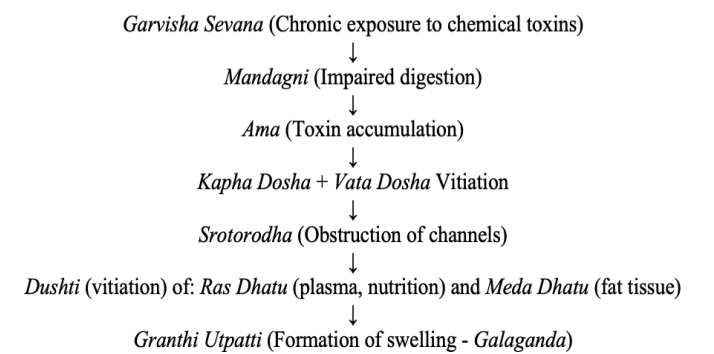 Garvisha Sevana (Chronic exposure to chemical toxins)
↓
Mandagni (Impaired digestion)
↓
Ama (Toxin accumulation)
↓
Kapha Dosha + Vata Dosha Vitiation
↓
Srotorodha (Obstruction of channels)
↓
Dushti (vitiation) of: Ras Dhatu (plasma, nutrition) and Meda Dhatu (fat tissue)
↓
Granthi Utpatti (Formation of swelling - Galaganda)